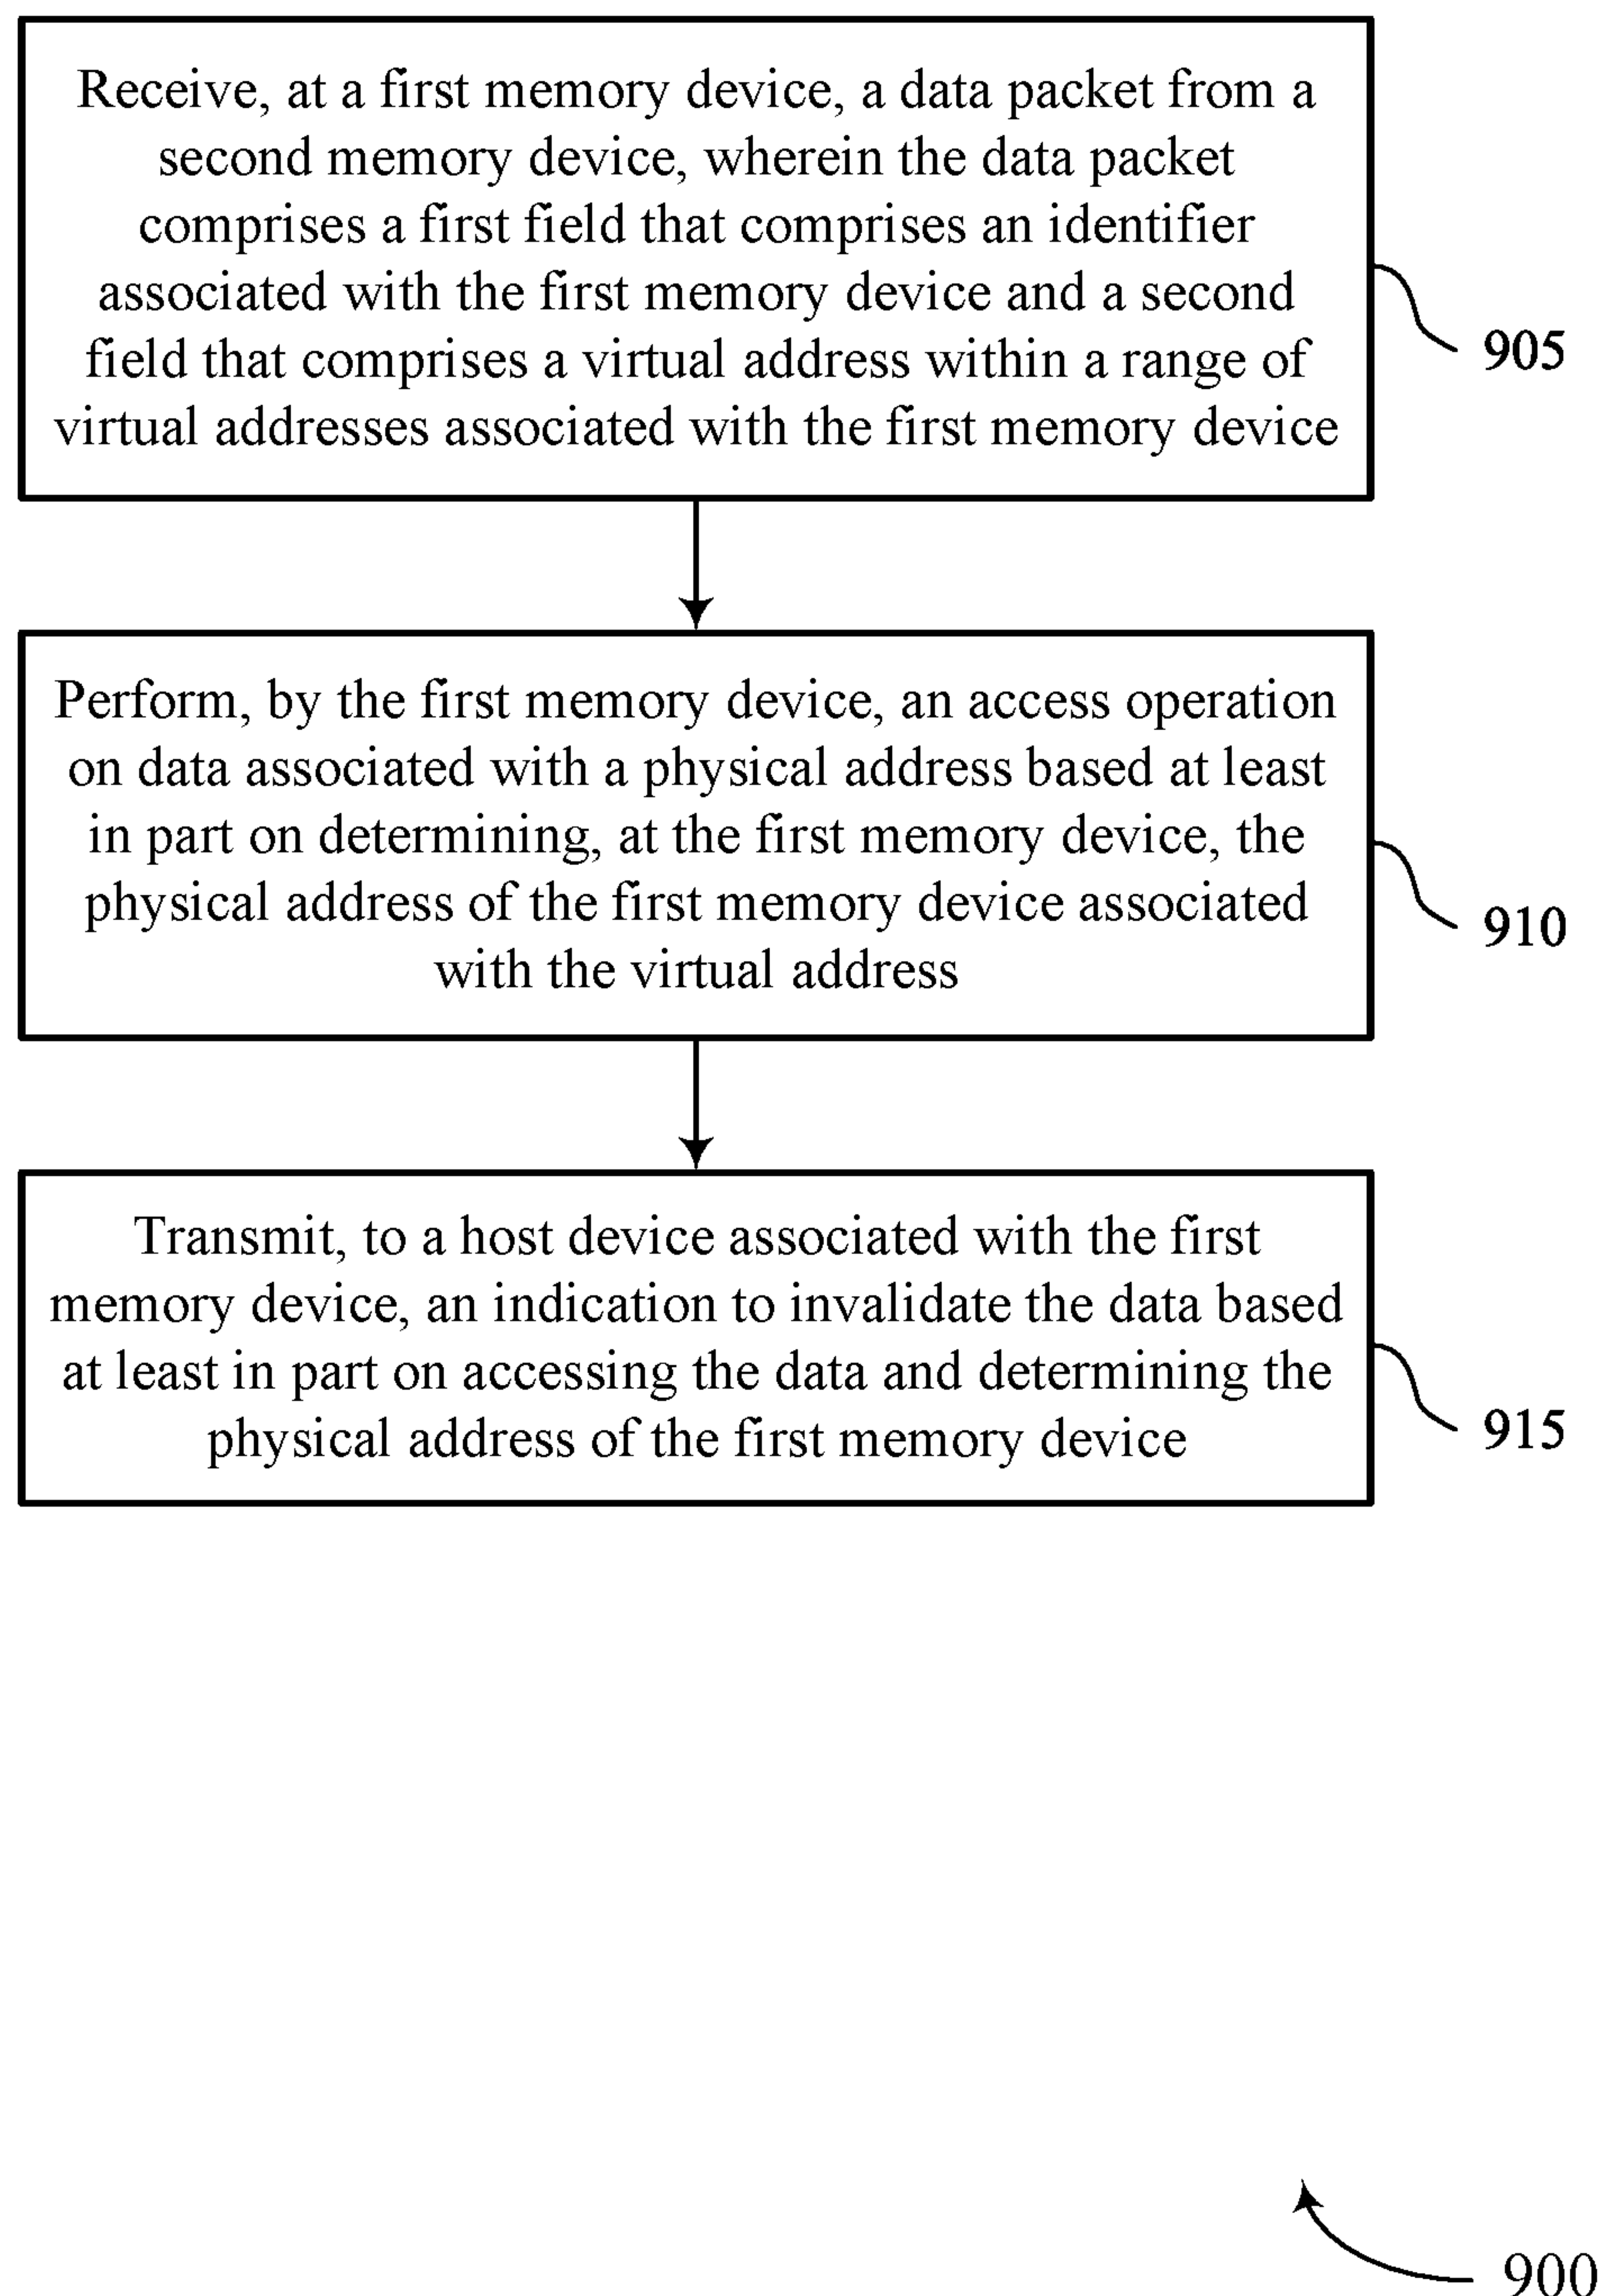 Receive, at a first memory device, a data packet from a
second memory device, wherein the data packet
comprises a first field that comprises an identifier
associated with the first memory device and a second
field that comprises a virtual address within a range of
virtual addresses associated with the first memory device
905
Perform, by the first memory device, an access operation
on data associated with a physical address based at least
in part on determining, at the first memory device, the
physical address of the first memory device associated
with the virtual address
910
Transmit, to a host device associated with the first
memory device, an indication to invalidate the data based
at least in part on accessing the data and determining the
physical address of the first memory device
915
900